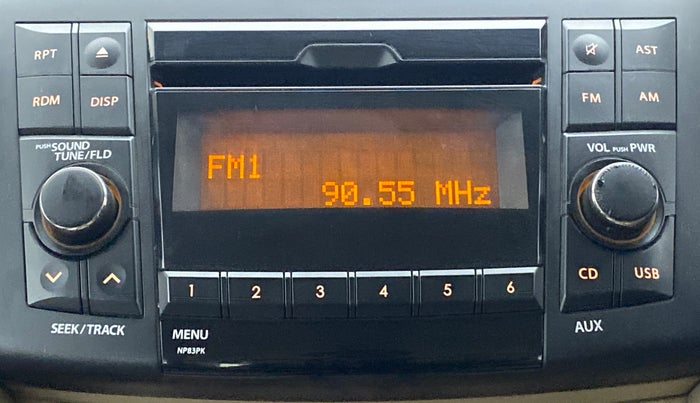 RPT
RDM DISP
PUSH SOUND
TUNE/FLD
SEEK/TRACK
FM1
90.55 MHz
1 2 3 4 5 6
MENU
NP83PK
AST
FM AM
VOL PUSH PWR
CD USB
AUX